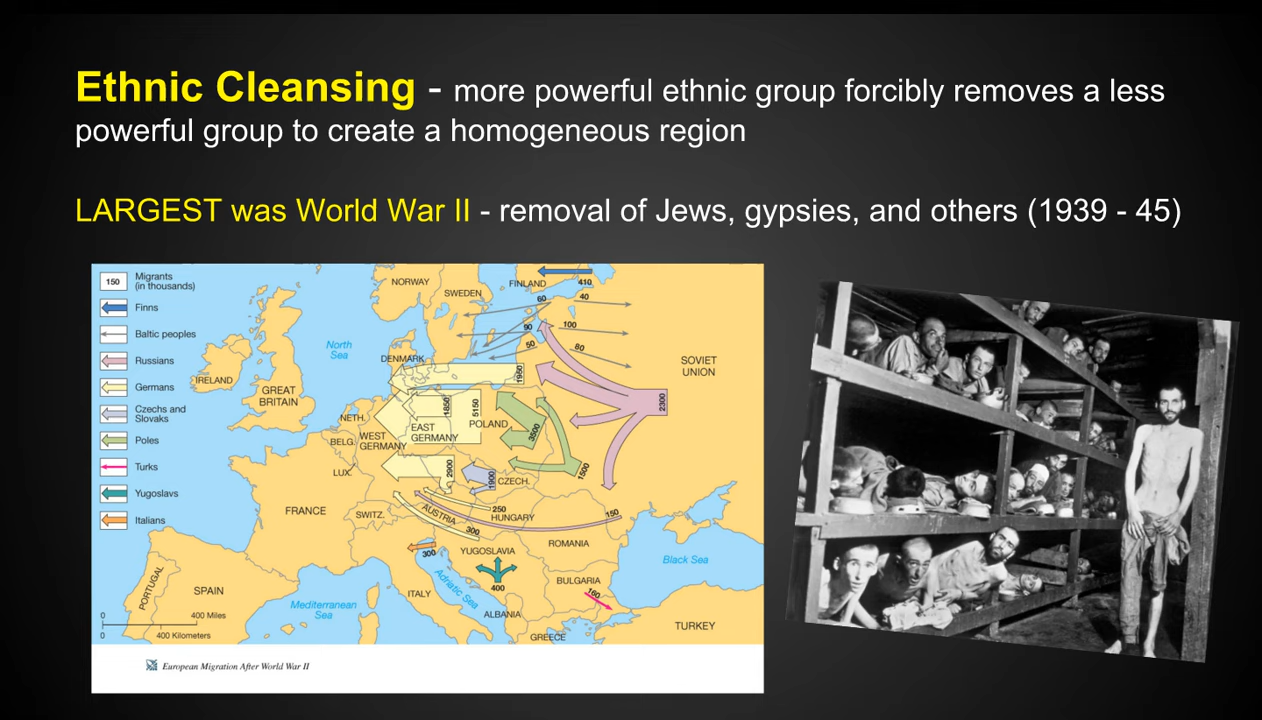 Ethnic Cleansing - more powerful ethnic group forcibly removes a less
powerful group to create a homogeneous region
LARGEST was World War II - removal of Jews, gypsies, and others (1939 - 45)
150
Migrants
(in thousands)
Finns
Baltic peoples
Russians
Germans
Czechs and
Slovaks
Poles
Turks
Yugoslavs
Italians
NORWAY
SWEDEN
FINLAND
410
60
40
90
100
50
80
North
Sea
DENMARK
1950
SOVIET
UNION
IRELAND
GREAT
BRITAIN
NETH.
1850
5150
2300
POLAND
EAST
GERMANY
3500
BELG.
WEST
GERMANY
LUX.
2900
1900
CZECH.
1500
FRANCE
SWITZ.
AUSTRIA
250
HUNGARY
150
300
ROMANIA
300
YUGOSLAVIA
Black Sea
400
BULGARIA
160
PORTUGAL
SPAIN
Adriatic Sea
ITALY
Mediterranean
Sea
ALBANIA
GREECE
TURKEY
0
400 Miles
0
400 Kilometers
European Migration After World War II